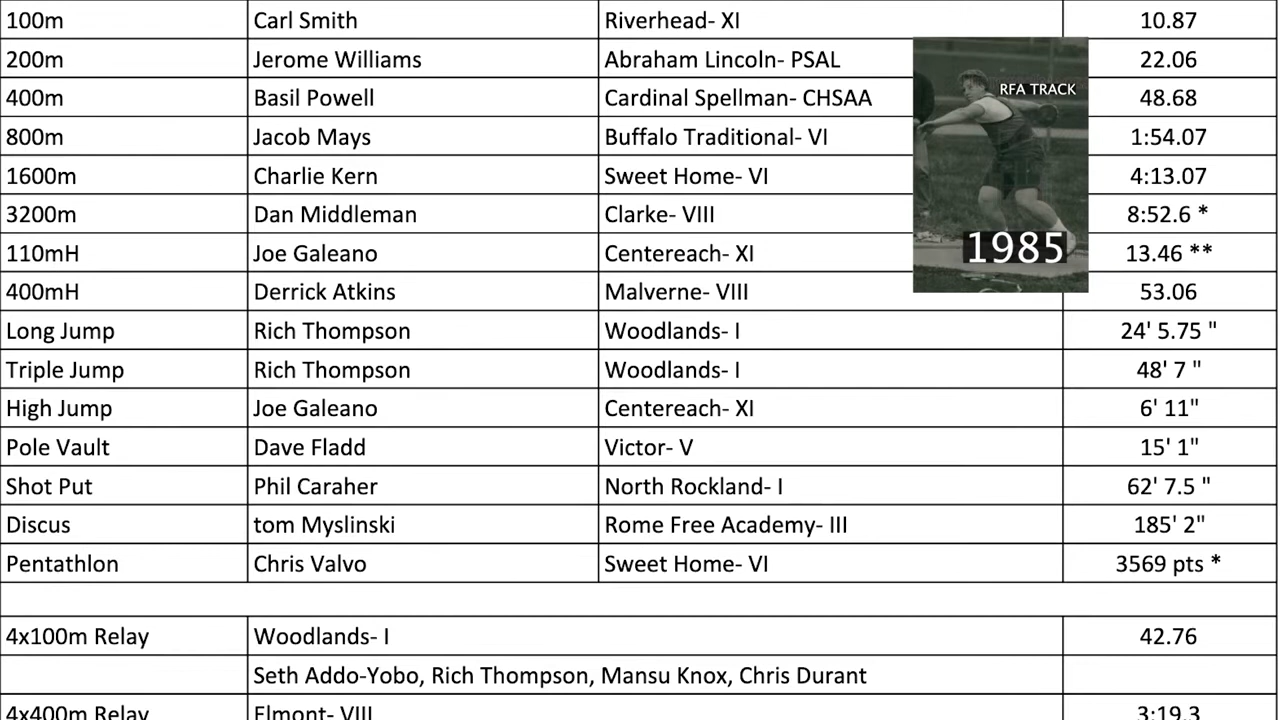 100m Carl Smith Riverhead- XI 10.87
200m Jerome Williams Abraham Lincoln- PSAL 22.06
400m Basil Powell Cardinal Spellman- CHSAA 48.68
800m Jacob Mays Buffalo Traditional- VI 1:54.07
1600m Charlie Kern Sweet Home- VI 4:13.07
3200m Dan Middleman Clarke- VIII 8:52.6 *
110mH Joe Galeano Centereach- XI 13.46 **
400mH Derrick Atkins Malverne- VIII 53.06
Long Jump Rich Thompson Woodlands- I 24' 5.75 "
Triple Jump Rich Thompson Woodlands- I 48' 7 "
High Jump Joe Galeano Centereach- XI 6' 11"
Pole Vault Dave Fladd Victor- V 15' 1"
Shot Put Phil Caraher North Rockland- I 62' 7.5 "
Discus tom Myslinski Rome Free Academy- III 185' 2"
Pentathlon Chris Valvo Sweet Home- VI 3569 pts *
4x100m Relay Woodlands- I 42.76
Seth Addo-Yobo, Rich Thompson, Mansu Knox, Chris Durant
4x400m Relay Elmont- VIII 3:19.3
RFA TRACK
1985